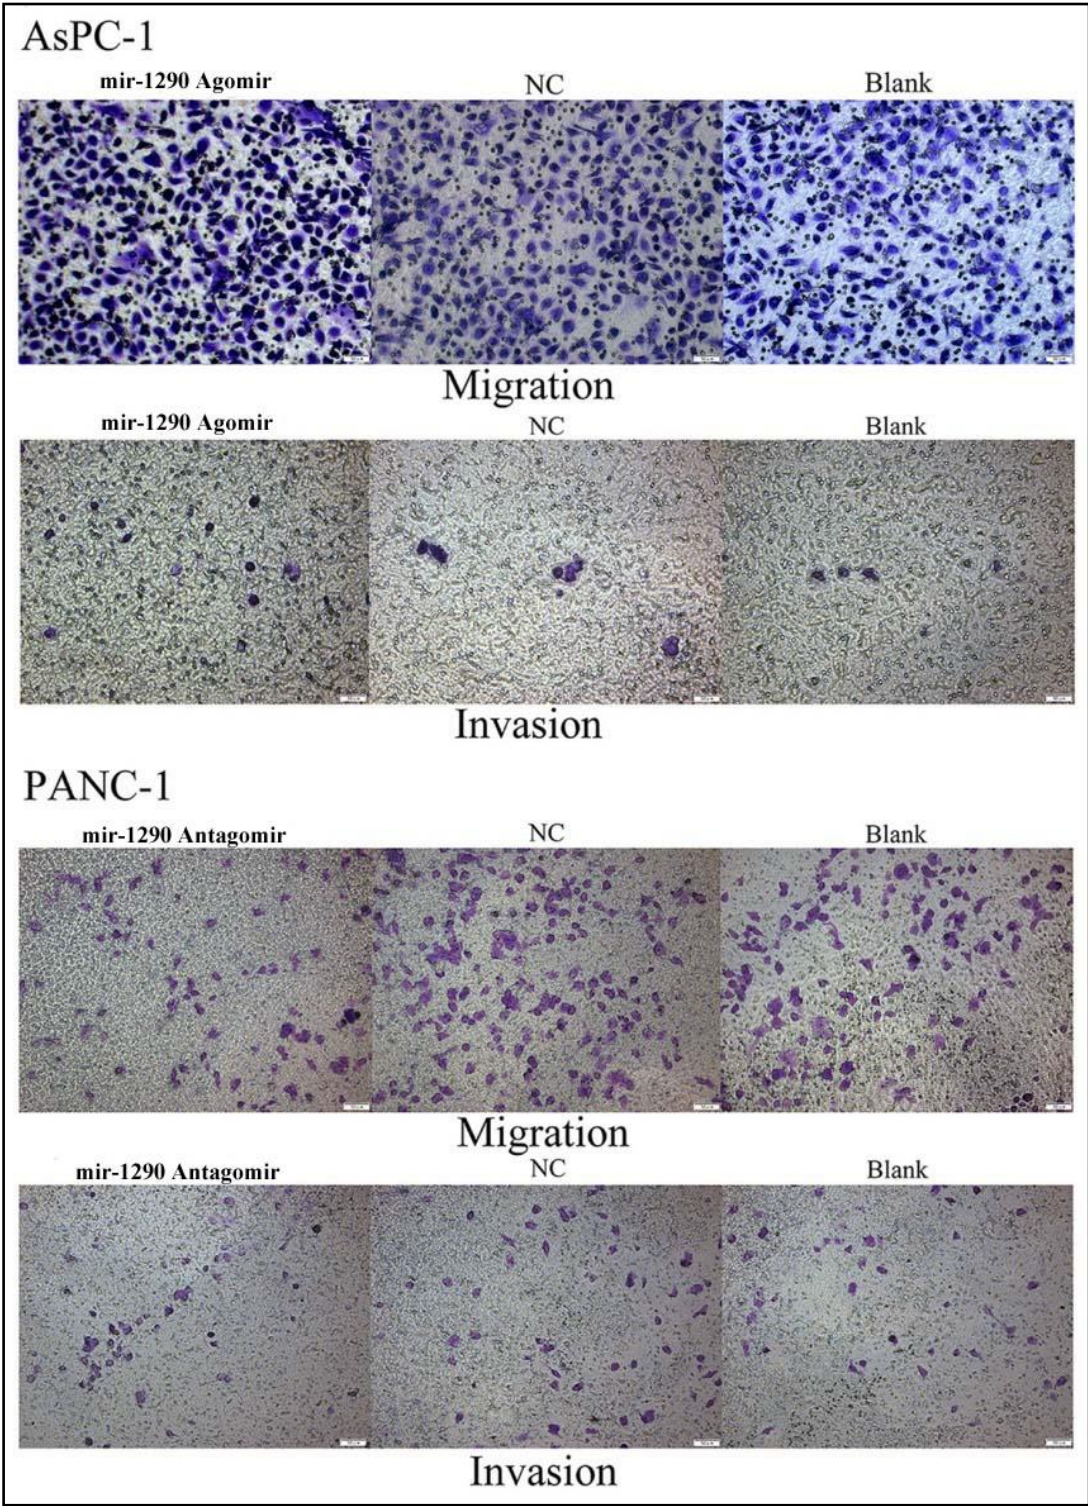 AsPC-1
mir-1290 Agomir NC Blank
Migration
mir-1290 Agomir NC Blank
Invasion
PANC-1
mir-1290 Antagomir NC Blank
Migration
mir-1290 Antagomir NC Blank
Invasion